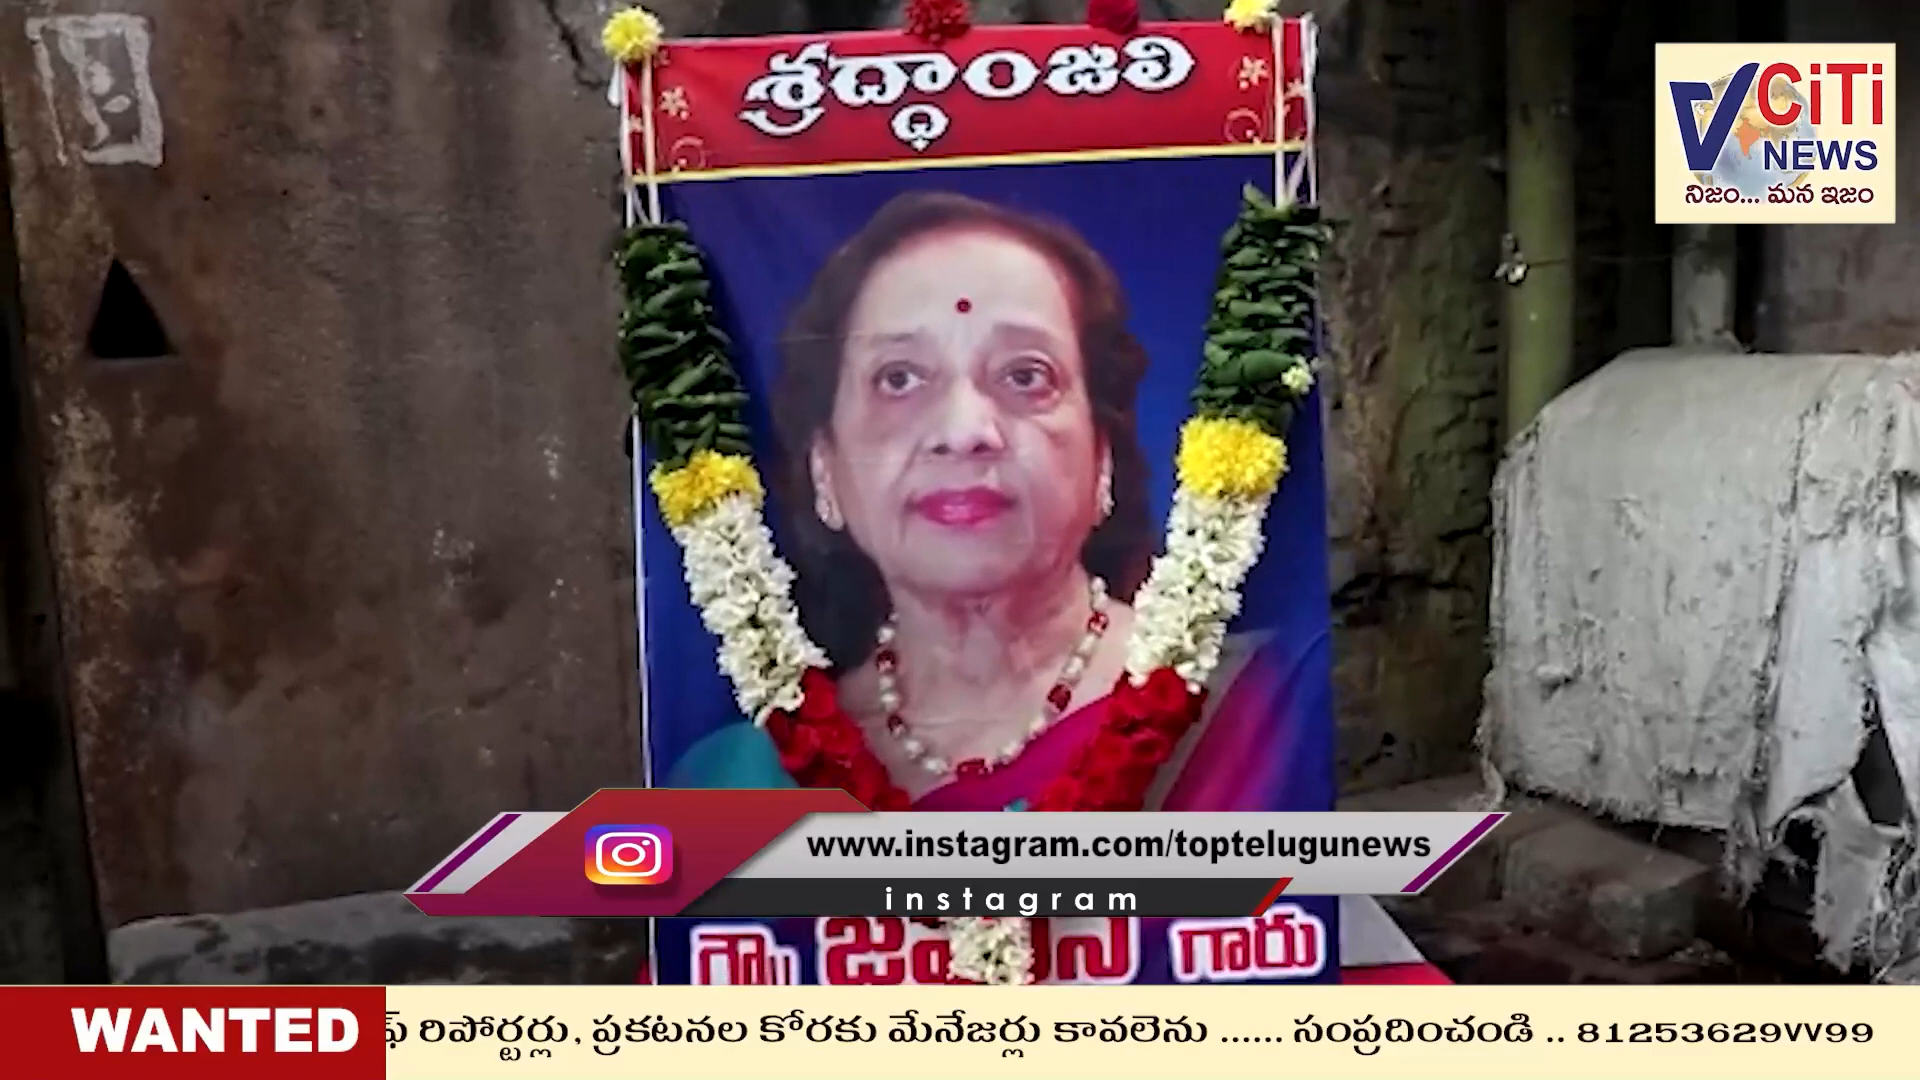 శ్రద్ధాంజలి
V CiTi
NEWS
నిజం... మన ఇజం
www.instagram.com/toptelugunews
instagram
గారు
WANTED
ఫ్ రిపోర్టర్లు, ప్రకటనల కోరకు మేనేజర్లు కావలెను ...... సంప్రదించండి .. 81253629VV99